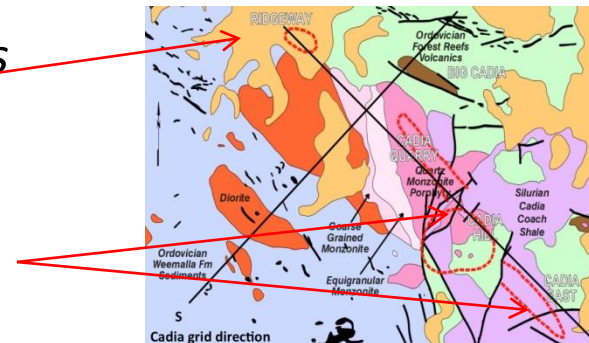 s
RIDGEWAY
Ordovician
Forest Reefs
Volcanics
BIG CADIA
CADIA
QUARRY
Quartz
Monzonite
Porphyry
Diorite
Silurian
Cadia
Coach
Shale
CADIA
HILL
Coarse
Grained
Monzonite
Ordovician
Weemalla Fm
Sediments
Equigranular
Monzonite
CADIA
EAST
S
Cadia grid direction